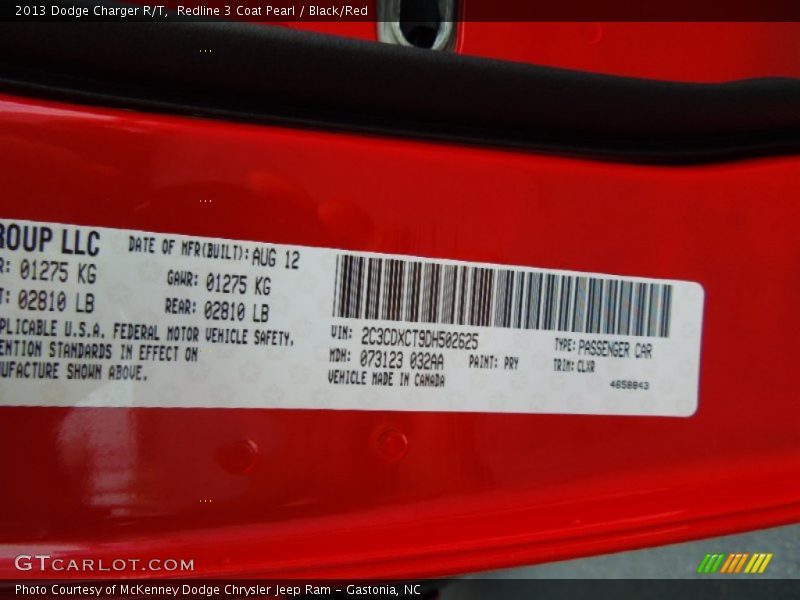 2013 Dodge Charger R/T, Redline 3 Coat Pearl / Black/Red
ROUP LLC
DATE OF MFR(BUILT): AUG 12
R: 01275 KG
GAWR: 01275 KG
T: 02810 LB
REAR: 02810 LB
PLICABLE U.S.A. FEDERAL MOTOR VEHICLE SAFETY,
ENTION STANDARDS IN EFFECT ON
UFACTURE SHOWN ABOVE.
VIN: 2C3CDXCT9DH502625
TYPE: PASSENGER CAR
MDH: 073123 032AA
PAINT: PRY
TRIM: CLXR
VEHICLE MADE IN CANADA
4658843
GTCARLOT.COM
Photo Courtesy of McKenney Dodge Chrysler Jeep Ram – Gastonia, NC